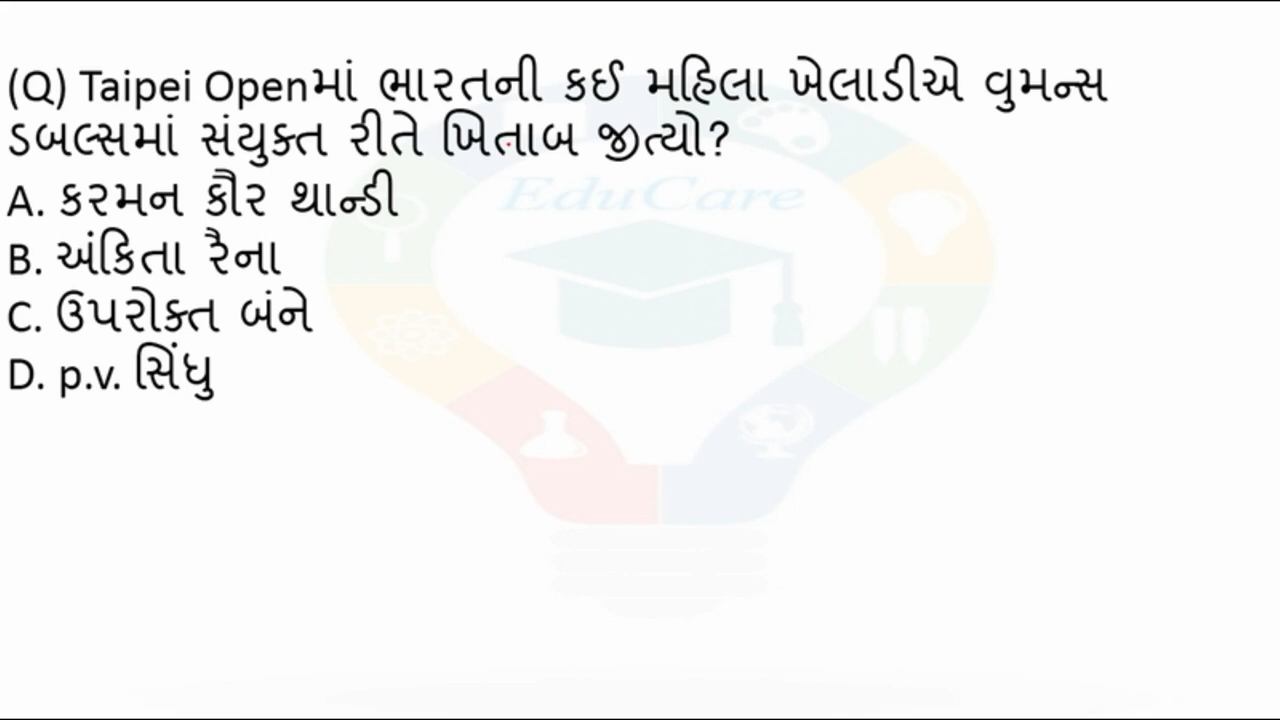 (Q) Taipei Openમાં ભારતની કઈ મહિલા ખેલાડીએ વુમન્સ
ડબલ્સમાં સંયુક્ત રીતે ખિતાબ જીત્યો?
EduCare
A. કરમન કૌર થાન્ડી
B. અંકિતા રૈના
C. ઉપરોક્ત બંને
D. p.v. સિંધુ